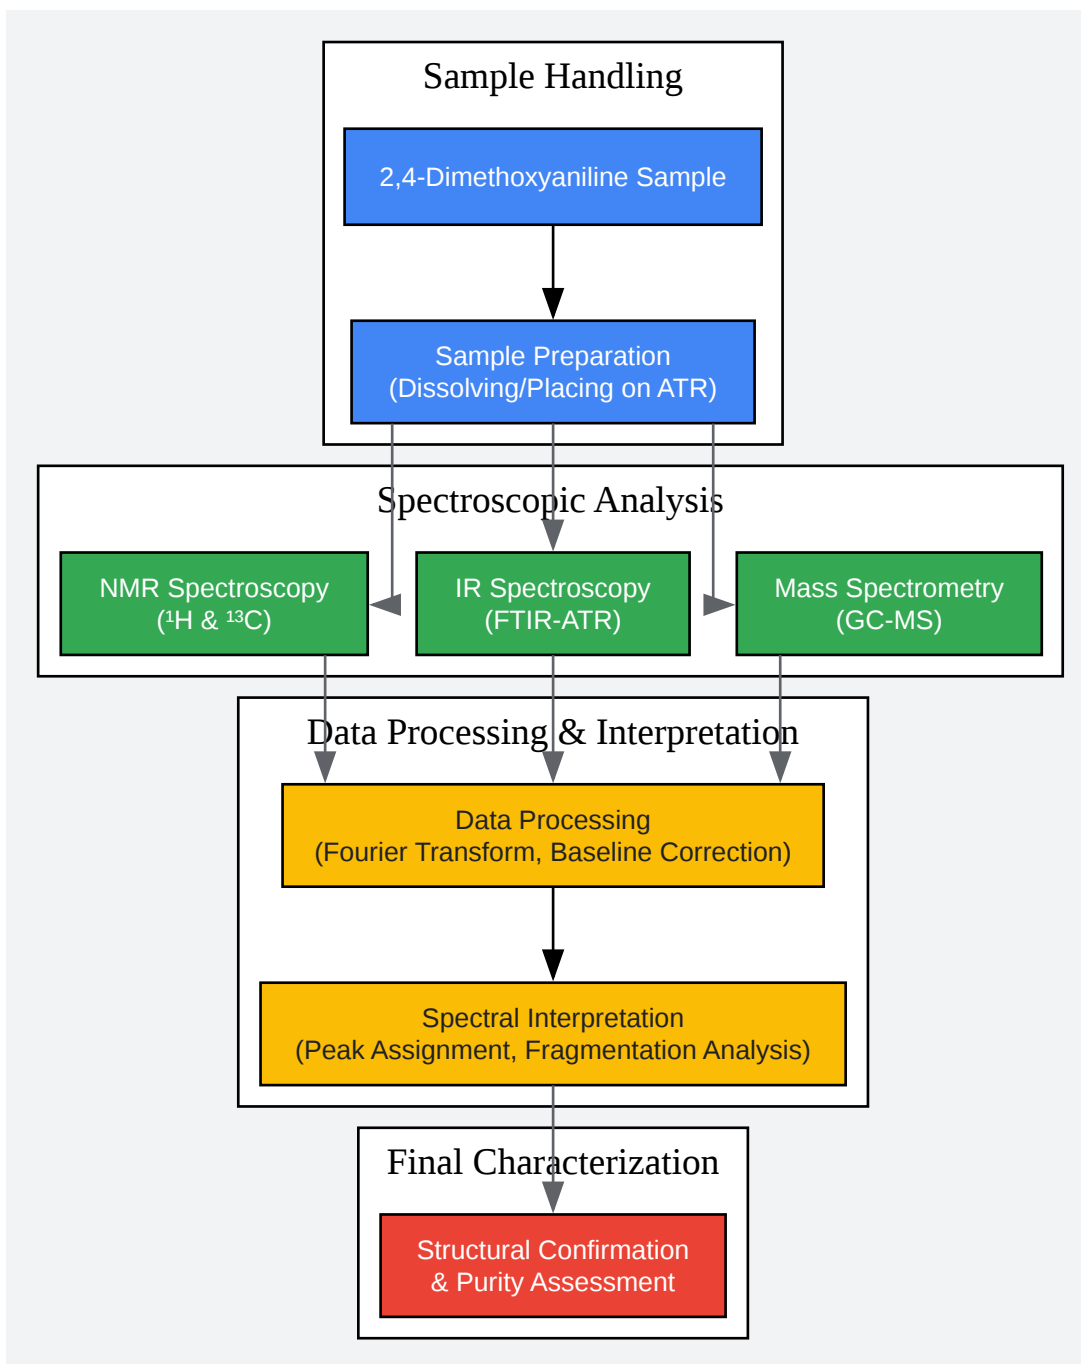 Sample Handling
2,4-Dimethoxyaniline Sample
Sample Preparation
(Dissolving/Placing on ATR)
Spectroscopic Analysis
NMR Spectroscopy
(¹H & ¹³C)
IR Spectroscopy
(FTIR-ATR)
Mass Spectrometry
(GC-MS)
Data Processing & Interpretation
Data Processing
(Fourier Transform, Baseline Correction)
Spectral Interpretation
(Peak Assignment, Fragmentation Analysis)
Final Characterization
Structural Confirmation
& Purity Assessment